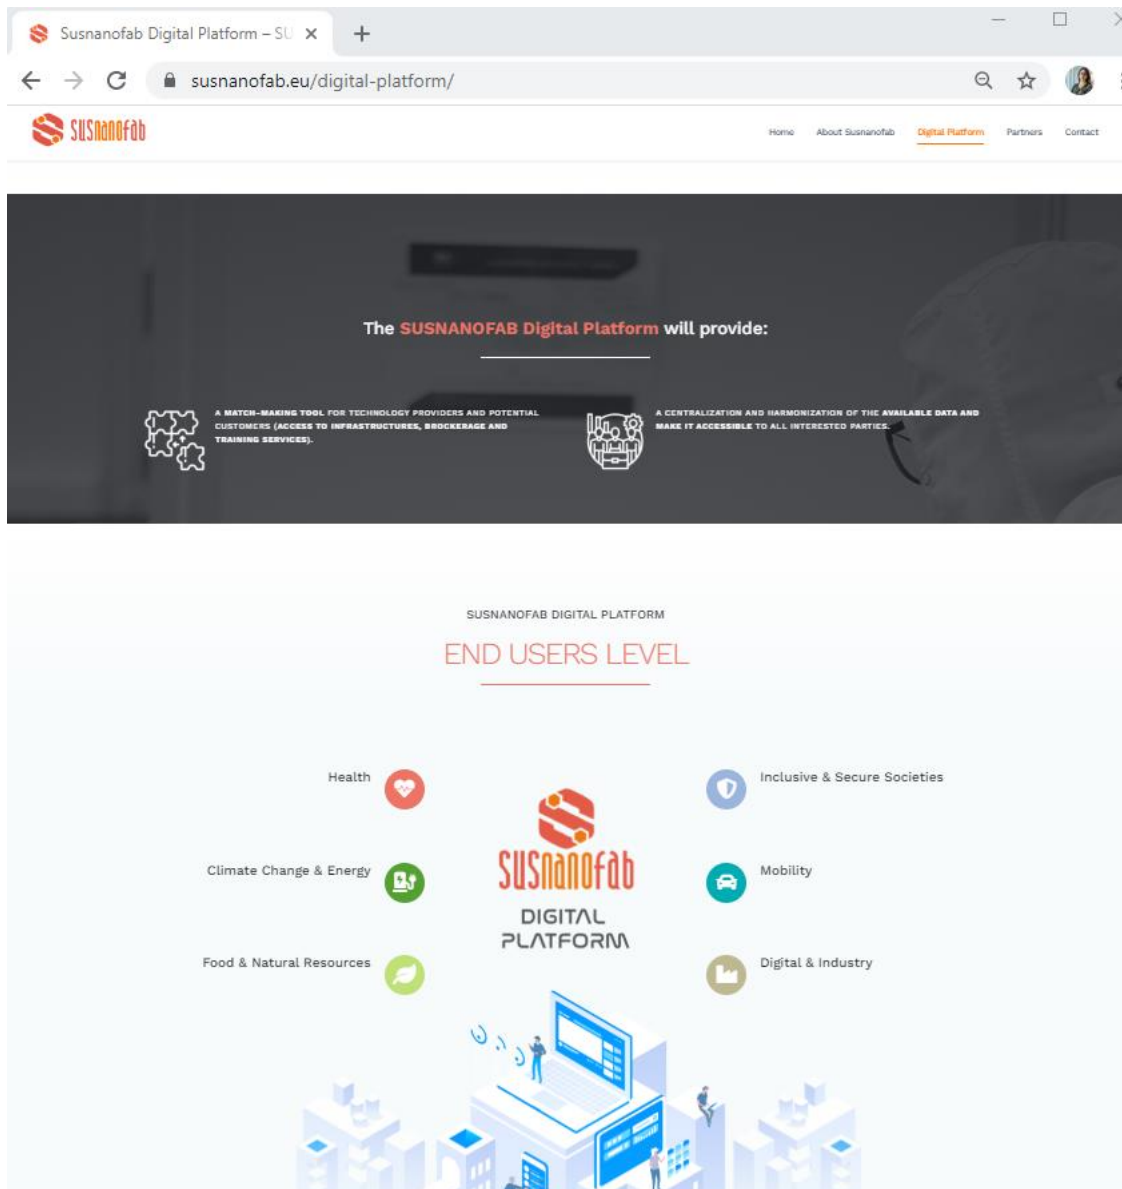 Susnanofab Digital Platform – SU
susnanofab.eu/digital-platform/
SUSnanofab
Home About Susnanofab Digital Platform Partners Contact
The SUSNANOFAB Digital Platform will provide:
A MATCH-MAKING TOOL FOR TECHNOLOGY PROVIDERS AND POTENTIAL
CUSTOMERS (ACCESS TO INFRASTRUCTURES, BROCKERAGE AND
TRAINING SERVICES).
A CENTRALIZATION AND HARMONIZATION OF THE AVAILABLE DATA AND
MAKE IT ACCESSIBLE TO ALL INTERESTED PARTIES.
SUSNANOFAB DIGITAL PLATFORM
END USERS LEVEL
Health
Inclusive & Secure Societies
Climate Change & Energy
Mobility
Food & Natural Resources
Digital & Industry
SUSnanofab
DIGITAL
PLATFORM